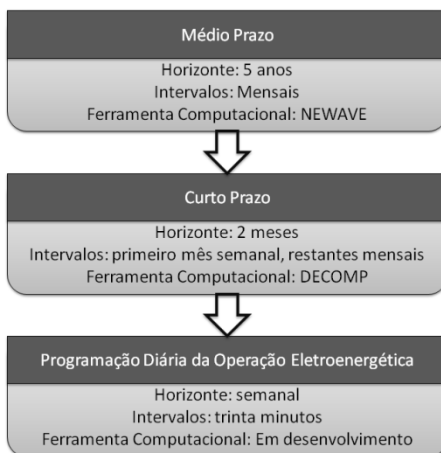 Médio Prazo
Horizonte: 5 anos
Intervalos: Mensais
Ferramenta Computacional: NEWAVE
Curto Prazo
Horizonte: 2 meses
Intervalos: primeiro mês semanal, restantes mensais
Ferramenta Computacional: DECOMP
Programação Diária da Operação Eletroenergética
Horizonte: semanal
Intervalos: trinta minutos
Ferramenta Computacional: Em desenvolvimento